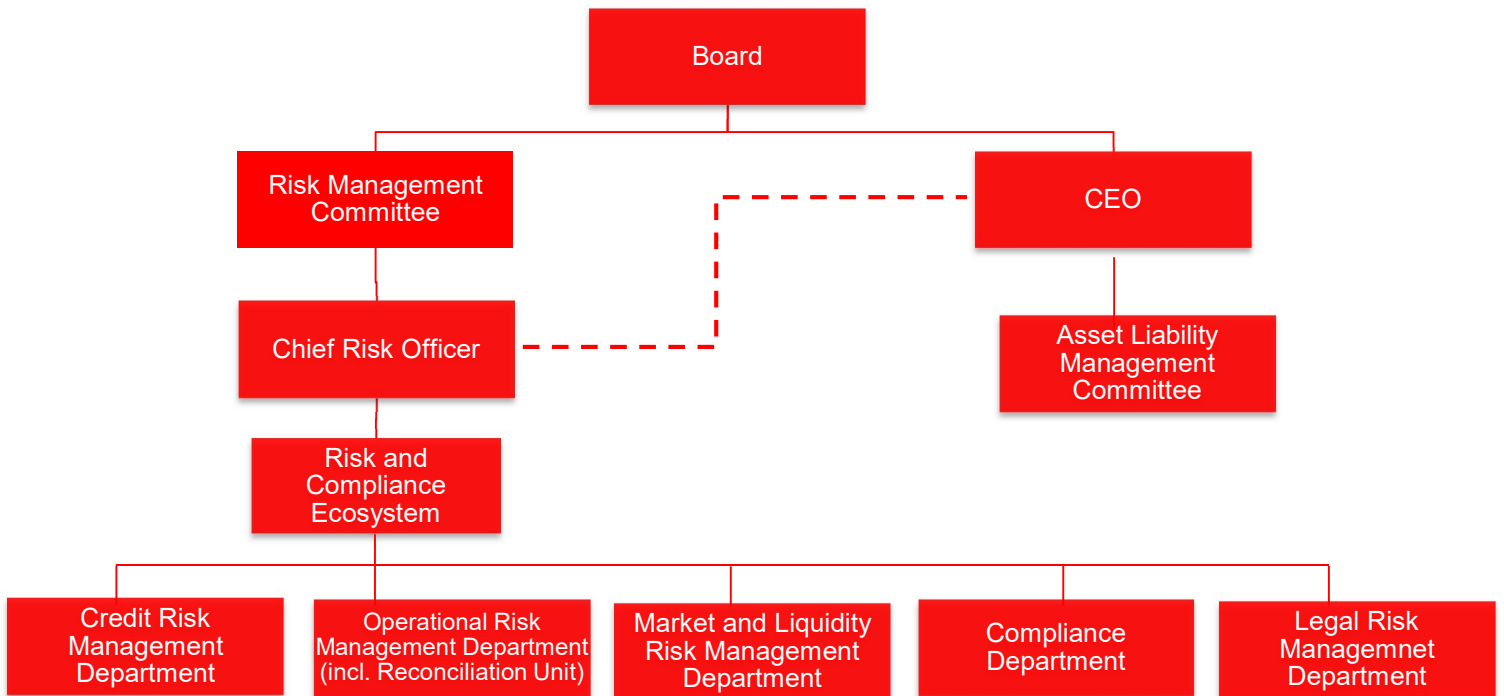 Board
Risk Management
Committee
CEO
Chief Risk Officer
Asset Liability
Management
Committee
Risk and
Compliance
Ecosystem
Credit Risk
Management
Department
Operational Risk
Management Department
(incl. Reconciliation Unit)
Market and Liquidity
Risk Management
Department
Compliance
Department
Legal Risk
Managemnet
Department